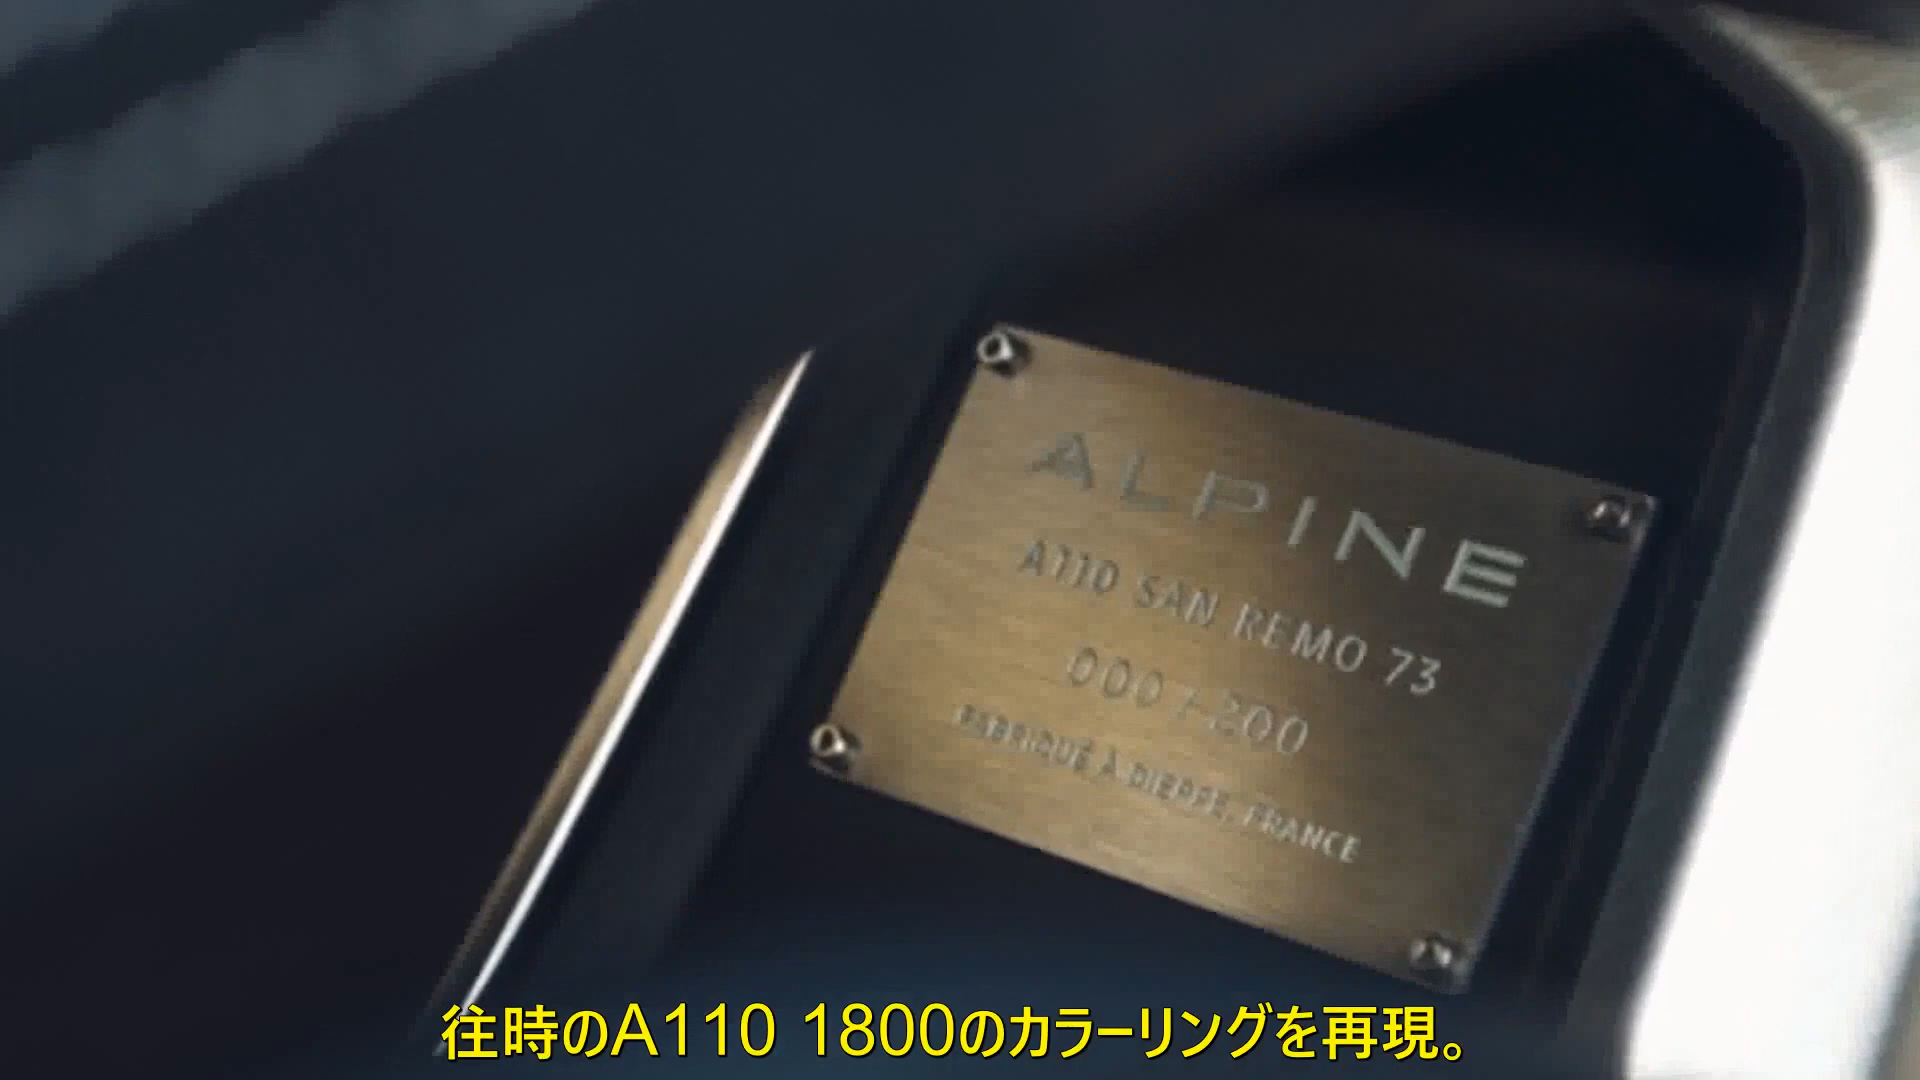 ALPINE
A110 SAN REMO 73
000/200
FABRIQUÉ À DIEPPE, FRANCE
往時のA110 1800のカラーリングを再現。